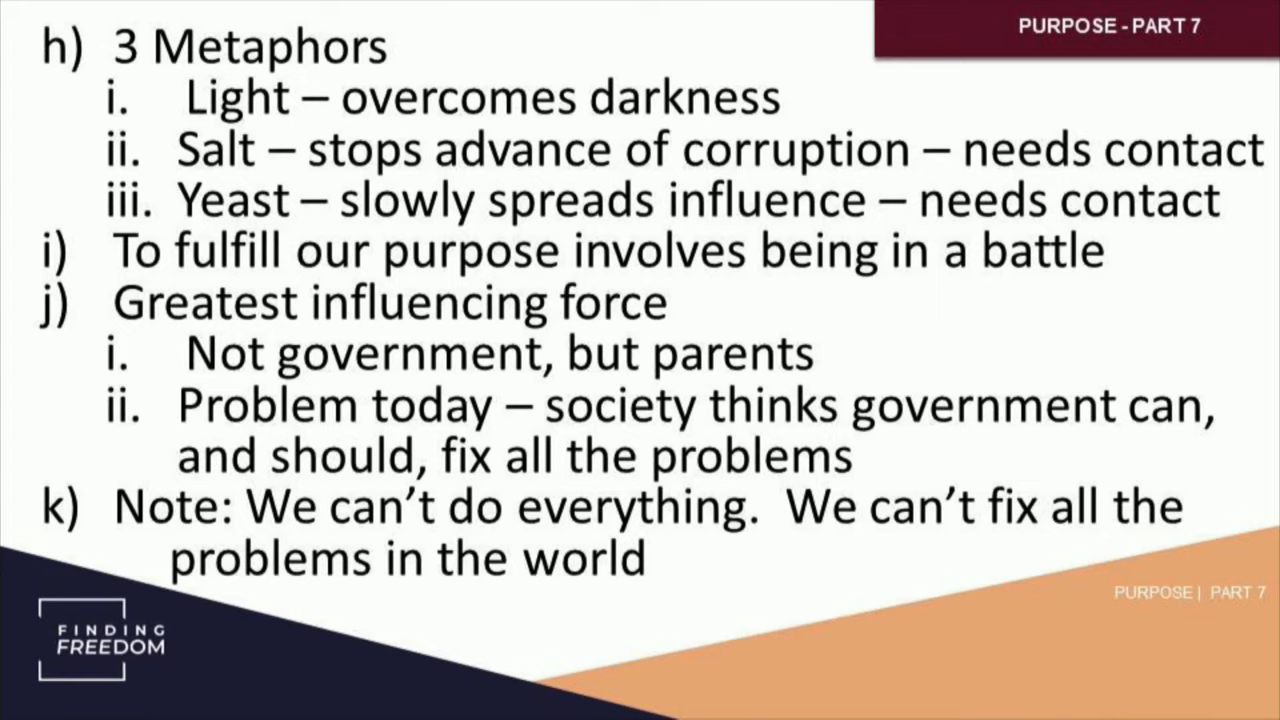 PURPOSE - PART 7
h) 3 Metaphors
i. Light – overcomes darkness
ii. Salt – stops advance of corruption – needs contact
iii. Yeast – slowly spreads influence – needs contact
i) To fulfill our purpose involves being in a battle
j) Greatest influencing force
i. Not government, but parents
ii. Problem today – society thinks government can,
and should, fix all the problems
k) Note: We can’t do everything. We can’t fix all the
problems in the world
PURPOSE | PART 7
FINDING
FREEDOM